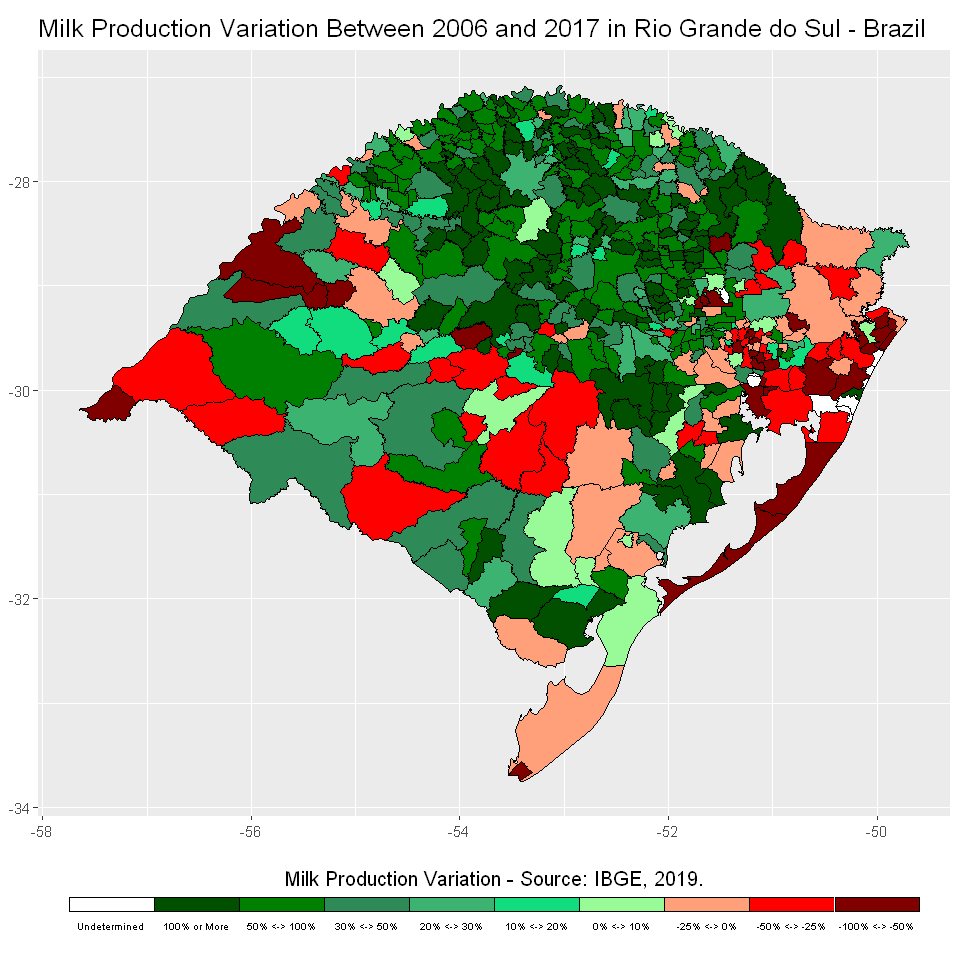 Milk Production Variation Between 2006 and 2017 in Rio Grande do Sul - Brazil
-28
-30
-32
-34
-58 -56 -54 -52 -50
Milk Production Variation - Source: IBGE, 2019.
Undetermined 100% or More 50% <-> 100% 30% <-> 50% 20% <-> 30% 10% <-> 20% 0% <-> 10% -25% <-> 0% -50% <-> -25% -100% <-> -50%